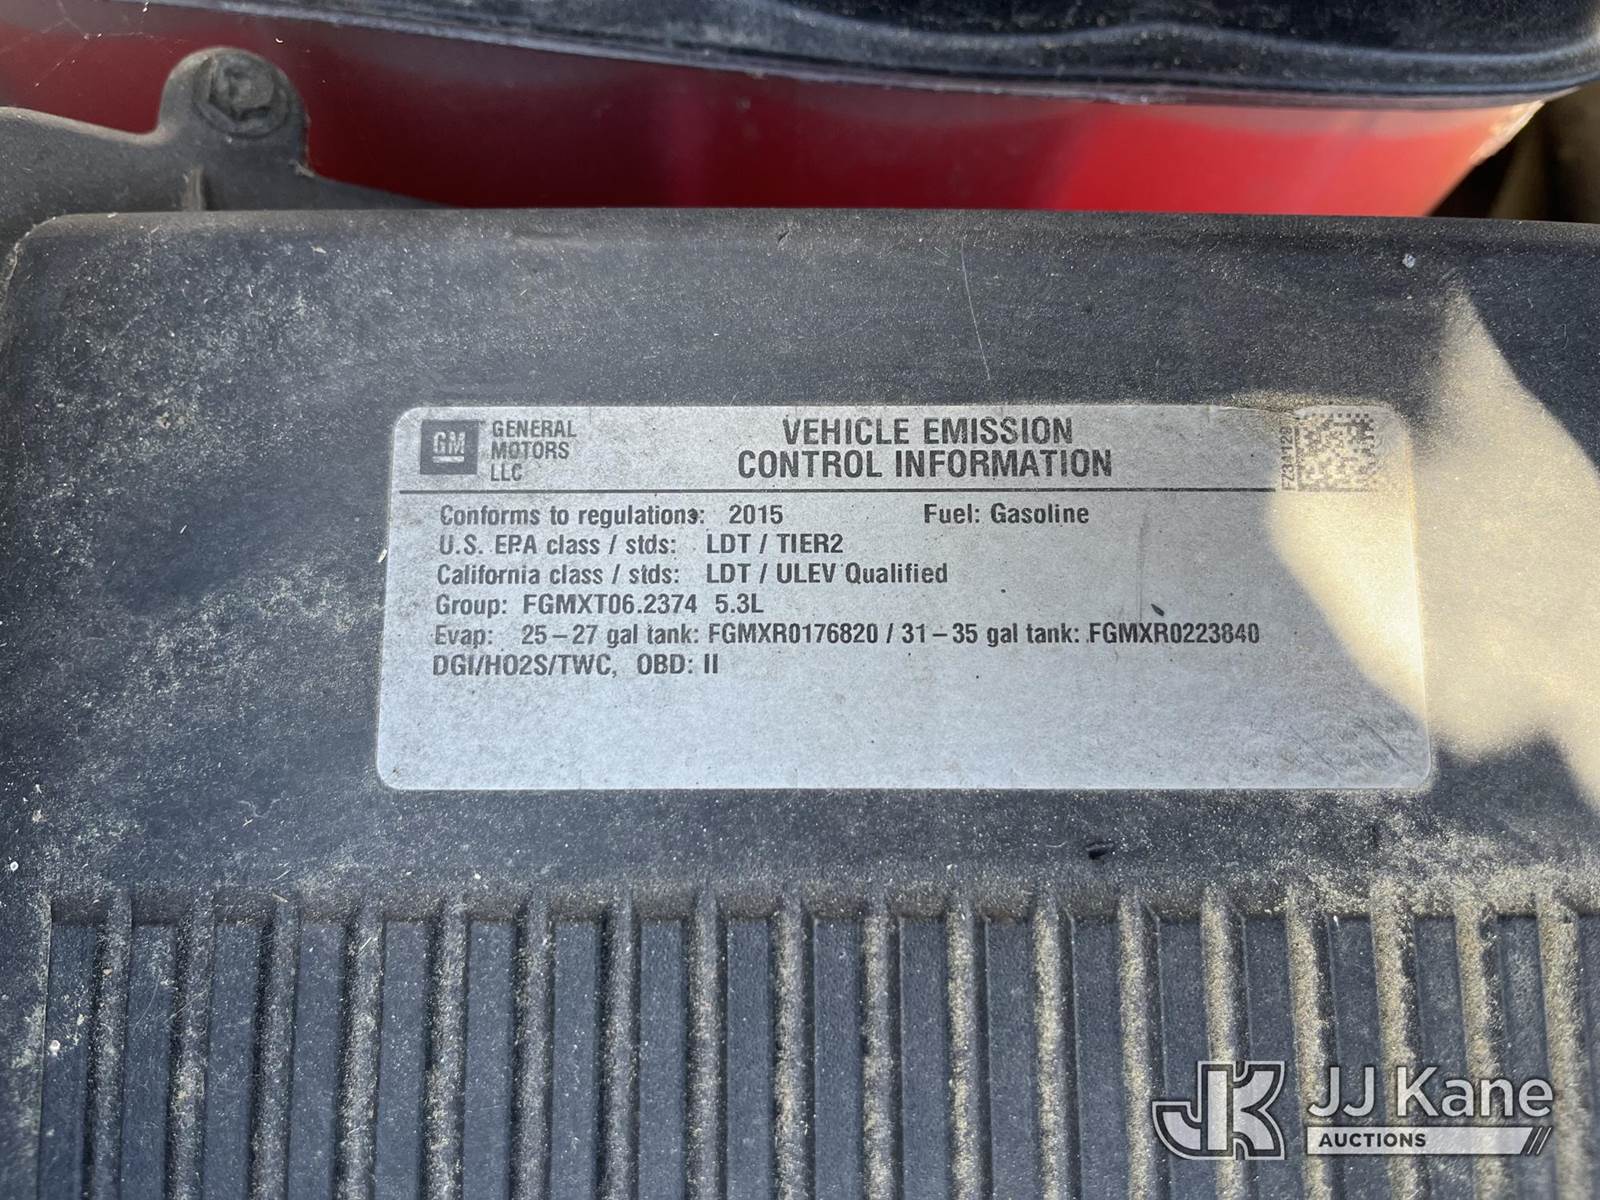 GM
GENERAL
MOTORS
LLC
VEHICLE EMISSION
CONTROL INFORMATION
Conforms to regulations: 2015 Fuel: Gasoline
U.S. EPA class / stds: LDT / TIER2
California class / stds: LDT / ULEV Qualified
Group: FGMXT06.2374 5.3L
Evap: 25-27 gal tank: FGMXR0176820 / 31-35 gal tank: FGMXR0223840
DGI/HO2S/TWC, OBD: II
JK
JJ Kane
AUCTIONS